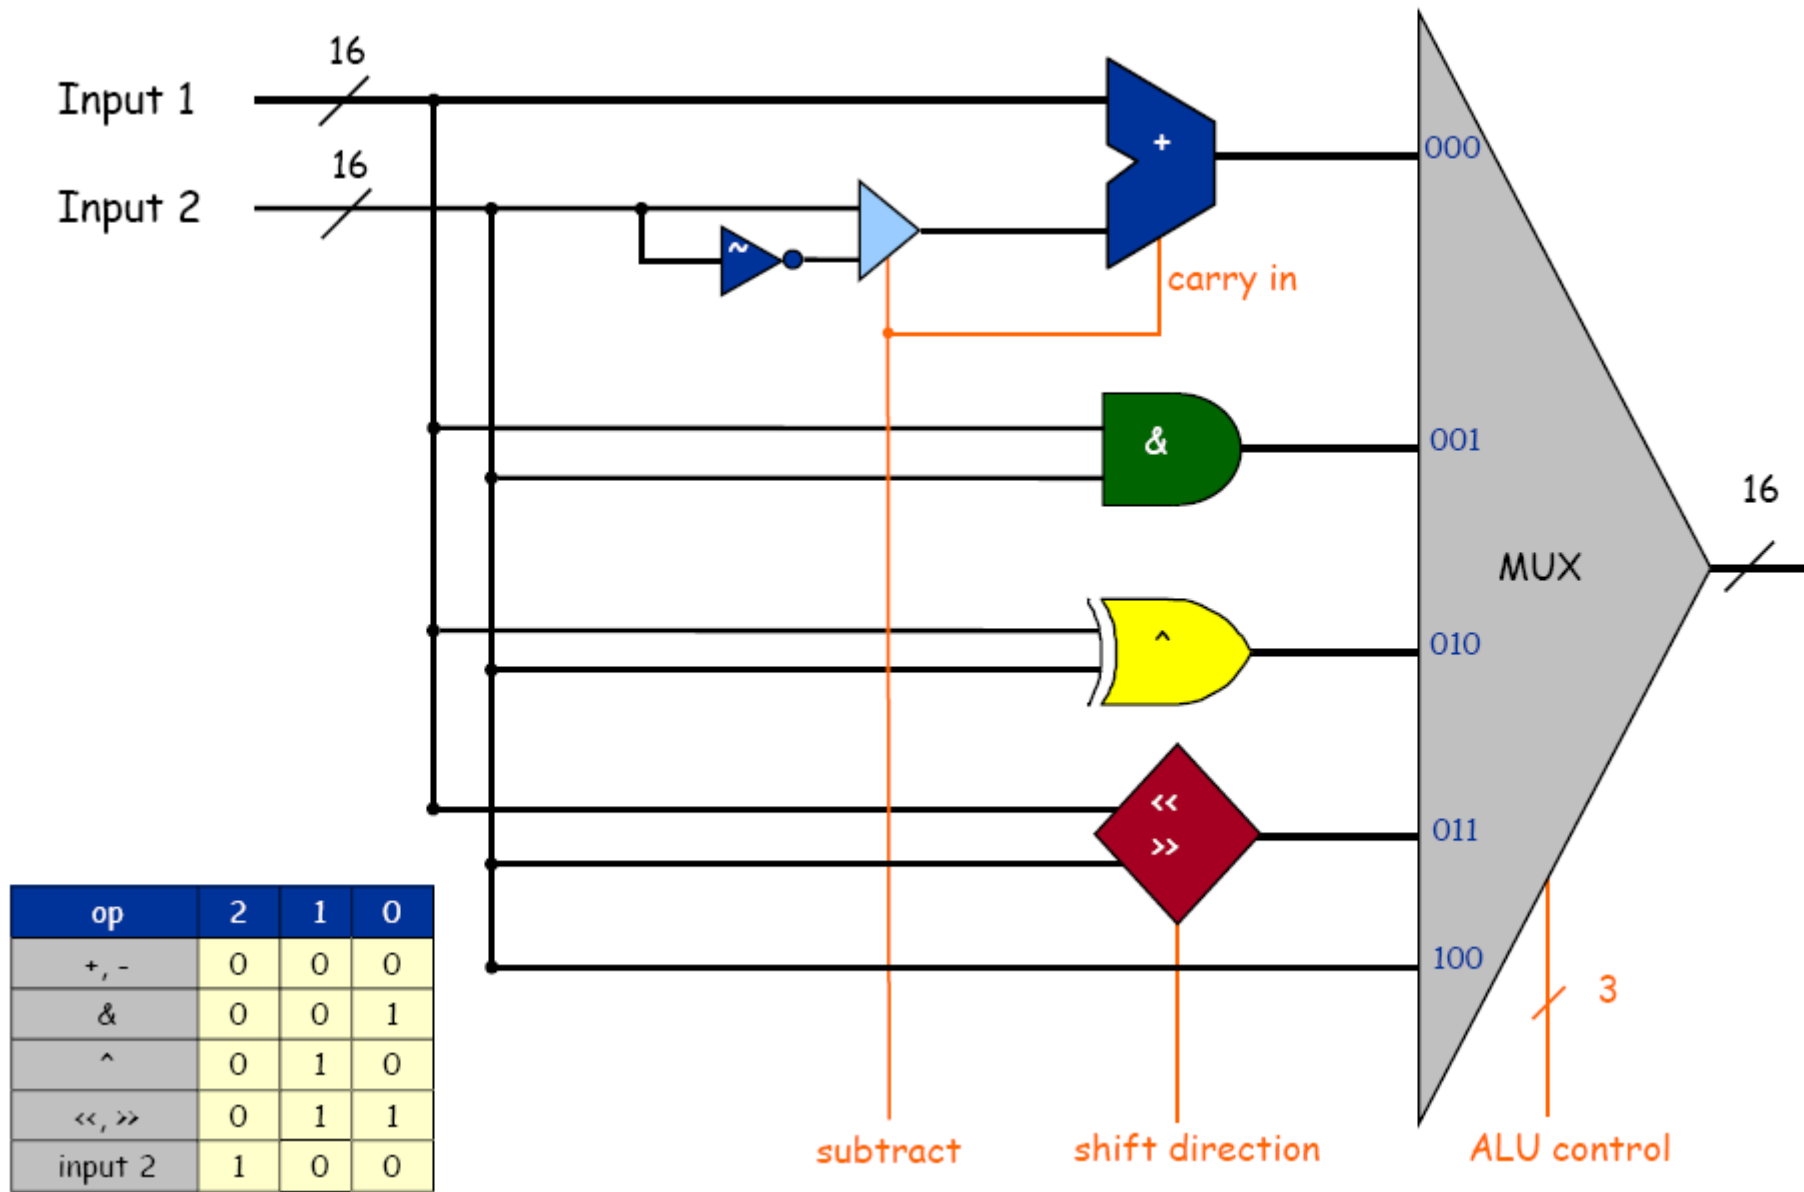 16
Input 1
16
Input 2
~
+
carry in
000
&
001
16
MUX
^
010
<<
>>
011
100
3
op 2 1 0
+, - 0 0 0
& 0 0 1
^ 0 1 0
<<, >> 0 1 1
input 2 1 0 0
subtract
shift direction
ALU control